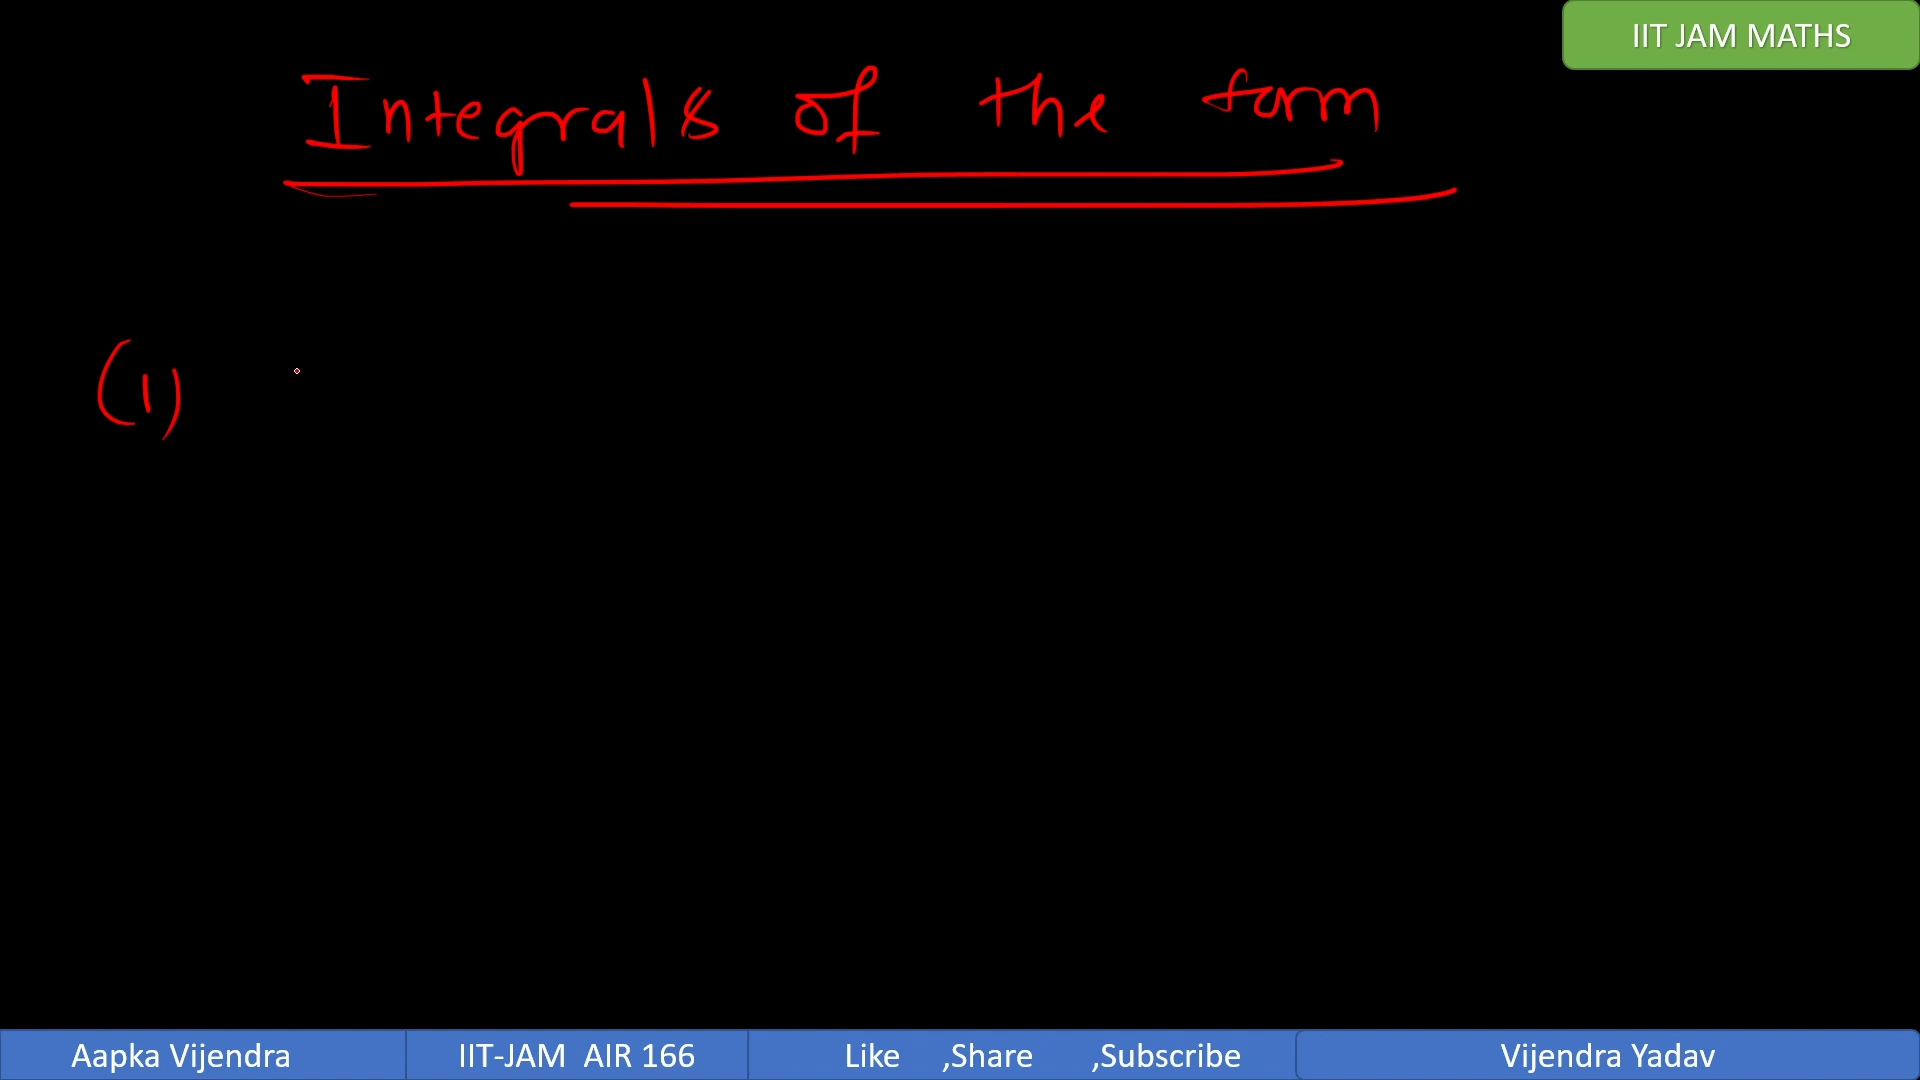 IIT JAM MATHS
Integrals of the form
(1)
Aapka Vijendra
IIT-JAM AIR 166
Like ,Share ,Subscribe
Vijendra Yadav